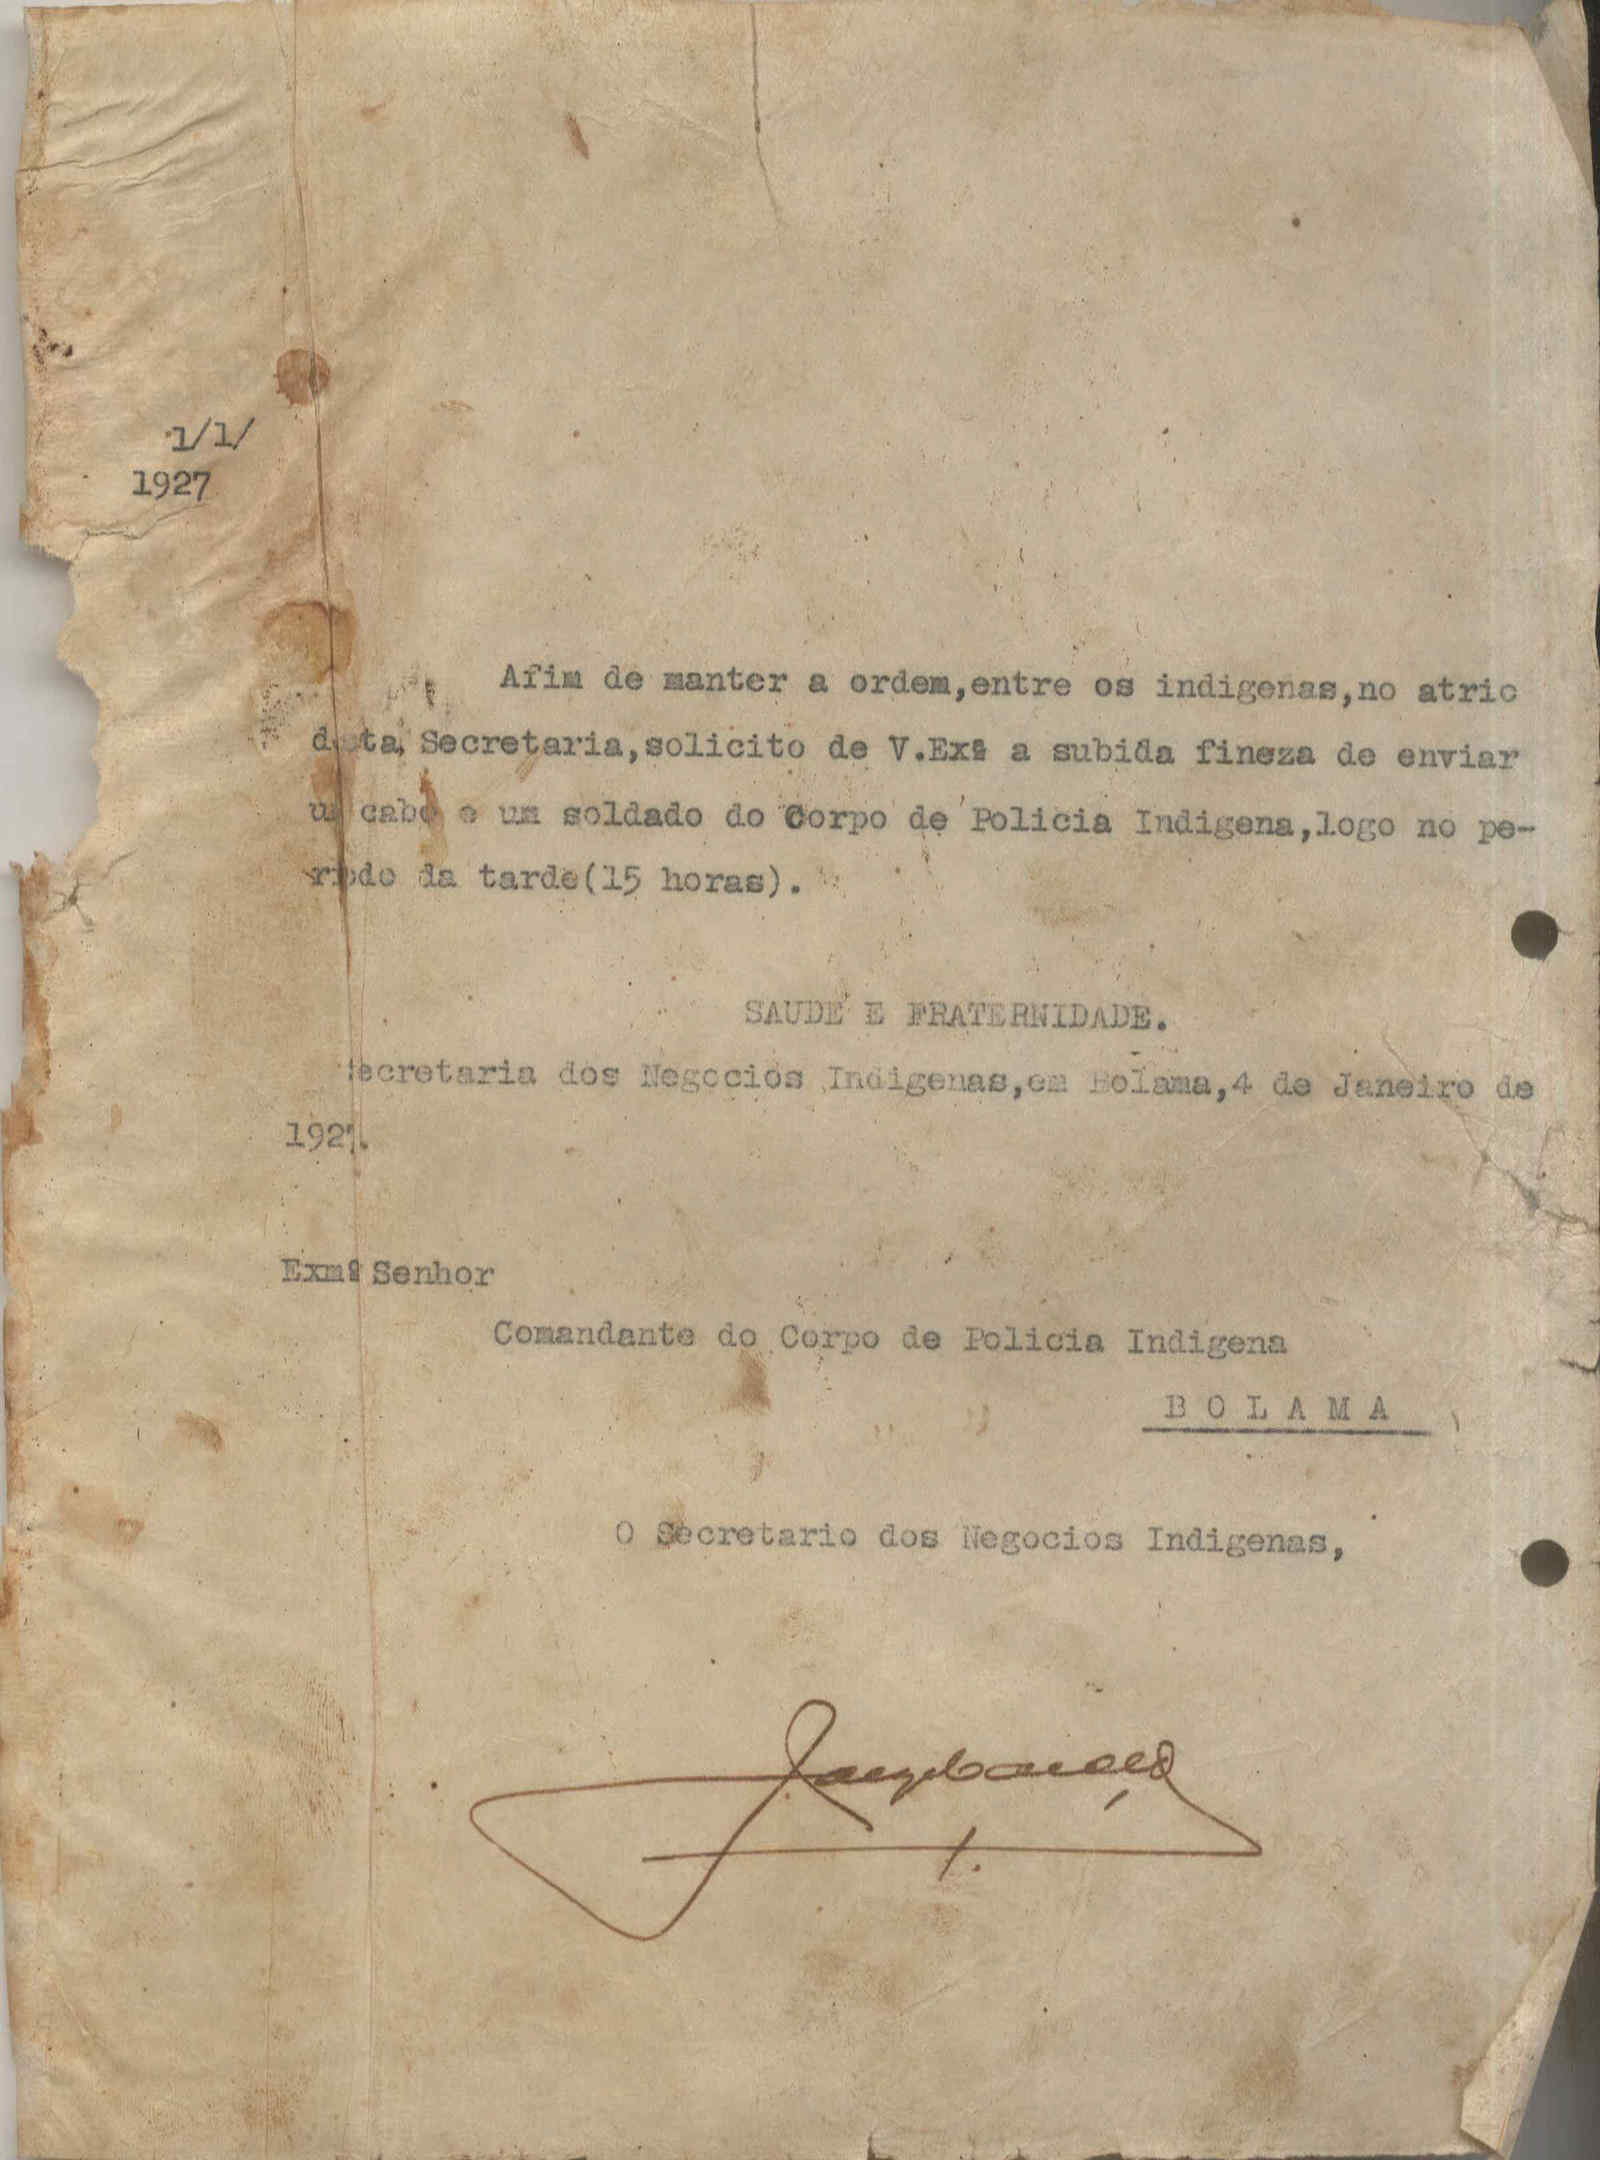 1/1/
1927
Afim de manter a ordem,entre os indigenas,no atrio
desta Secretaria,solicito de V.Exª a subida fineza de enviar
um cabo e um soldado do Corpo de Policia Indigena,logo no pe-
riodo da tarde(15 horas).
SAUDE E FRATERNIDADE.
Secretaria dos Negocios Indigenas,em Bolama,4 de Janeiro de
1927.
Exmº Senhor
Comandante do Corpo de Policia Indigena
B O L A M A
O Secretario dos Negocios Indigenas,